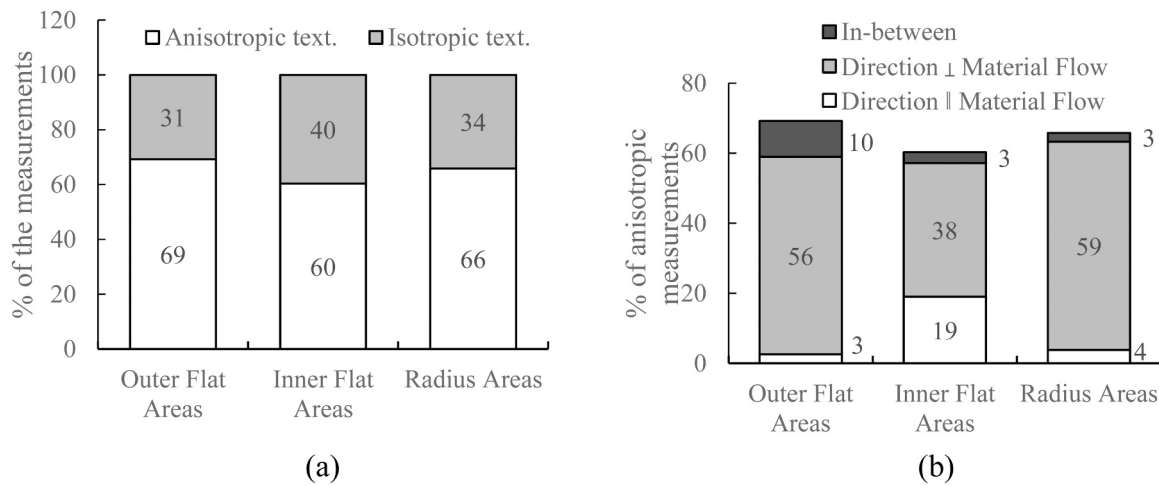 120
100
80
60
40
20
0
% of the measurements
Anisotropic text.
Isotropic text.
31
40
34
69
60
66
Outer Flat
Areas
Inner Flat
Areas
Radius Areas
(a)
In-between
Direction ⊥ Material Flow
Direction ∥ Material Flow
80
60
40
20
0
% of anisotropic
measurements
10
3
3
56
38
59
3
19
4
Outer Flat
Areas
Inner Flat
Areas
Radius Areas
(b)